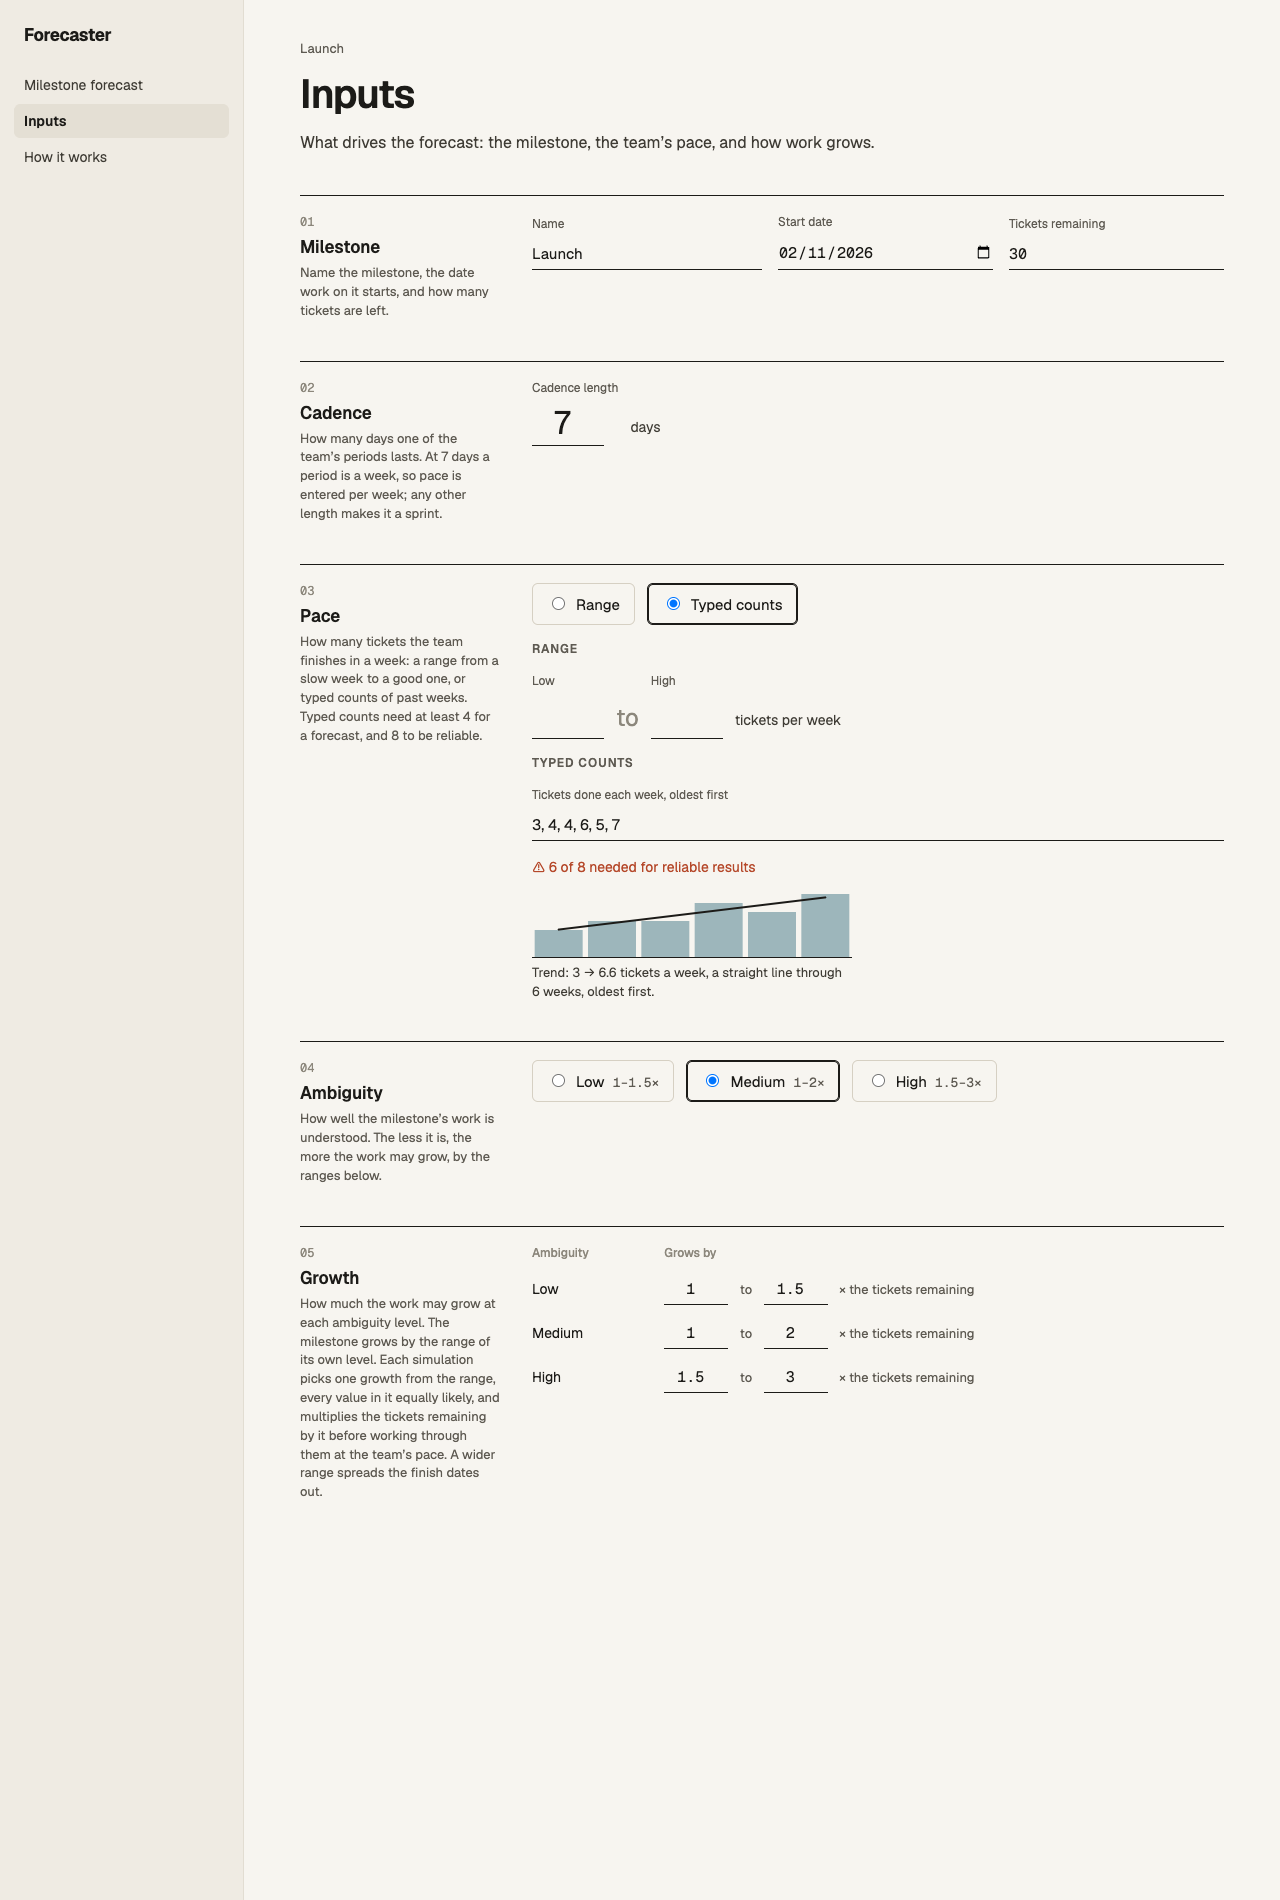 Forecaster
Milestone forecast
Inputs
How it works
Launch
Inputs
What drives the forecast: the milestone, the team’s pace, and how work grows.
01
Milestone
Name the milestone, the date
work on it starts, and how many
tickets are left.
Name
Launch
Start date
02/11/2026
Tickets remaining
30
02
Cadence
How many days one of the
team’s periods lasts. At 7 days a
period is a week, so pace is
entered per week; any other
length makes it a sprint.
Cadence length
7 days
03
Pace
How many tickets the team
finishes in a week: a range from a
slow week to a good one, or
typed counts of past weeks.
Typed counts need at least 4 for
a forecast, and 8 to be reliable.
Range
Typed counts
RANGE
Low
High
to
tickets per week
TYPED COUNTS
Tickets done each week, oldest first
3, 4, 4, 6, 5, 7
6 of 8 needed for reliable results
Trend: 3 → 6.6 tickets a week, a straight line through
6 weeks, oldest first.
04
Ambiguity
How well the milestone’s work is
understood. The less it is, the
more the work may grow, by the
ranges below.
Low 1–1.5×
Medium 1–2×
High 1.5–3×
05
Growth
How much the work may grow at
each ambiguity level. The
milestone grows by the range of
its own level. Each simulation
picks one growth from the range,
every value in it equally likely, and
multiplies the tickets remaining
by it before working through
them at the team’s pace. A wider
range spreads the finish dates
out.
Ambiguity Grows by
Low 1 to 1.5 × the tickets remaining
Medium 1 to 2 × the tickets remaining
High 1.5 to 3 × the tickets remaining